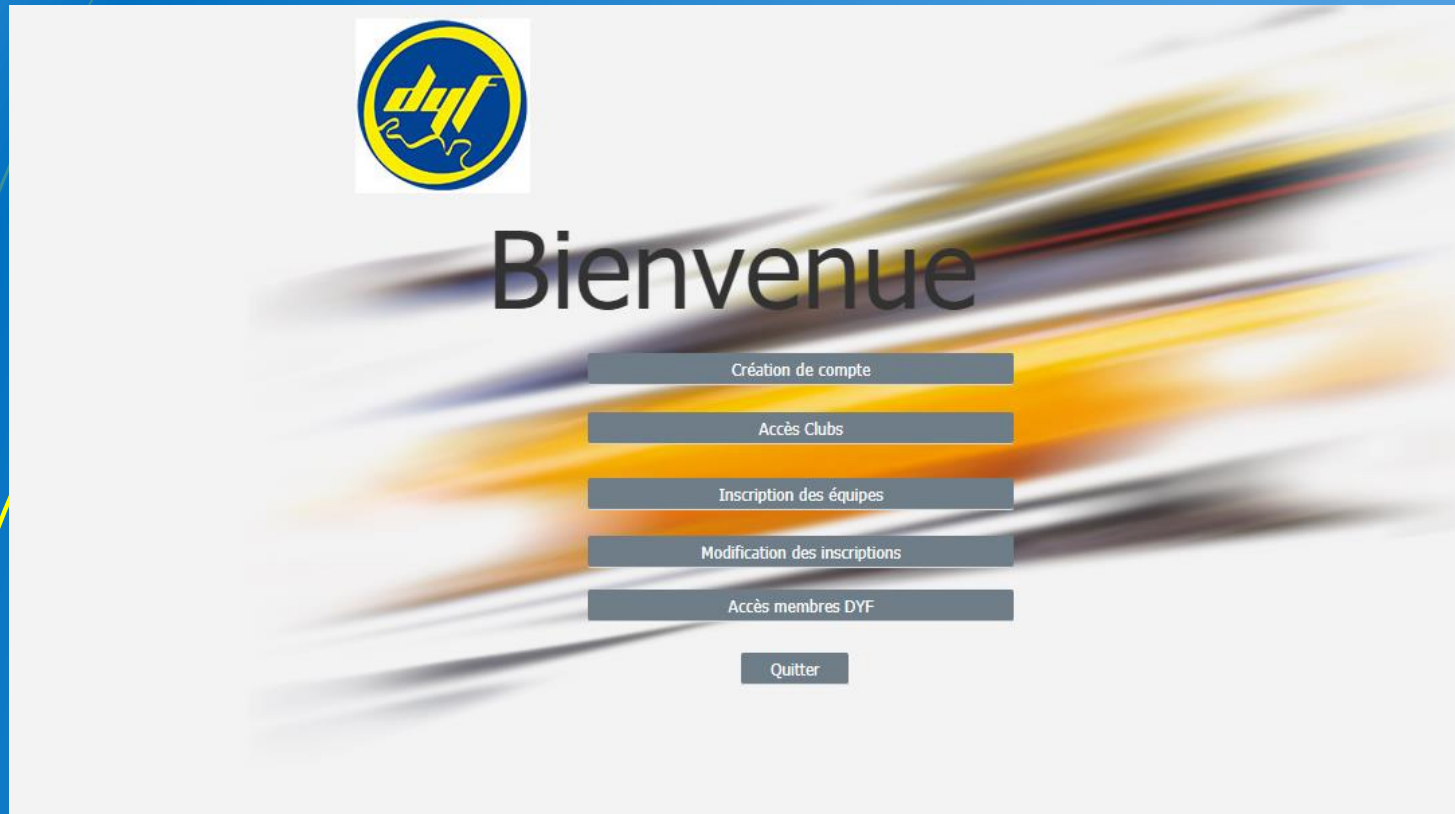 dyf
Bienvenue
Création de compte
Accès Clubs
Inscription des équipes
Modification des inscriptions
Accès membres DYF
Quitter